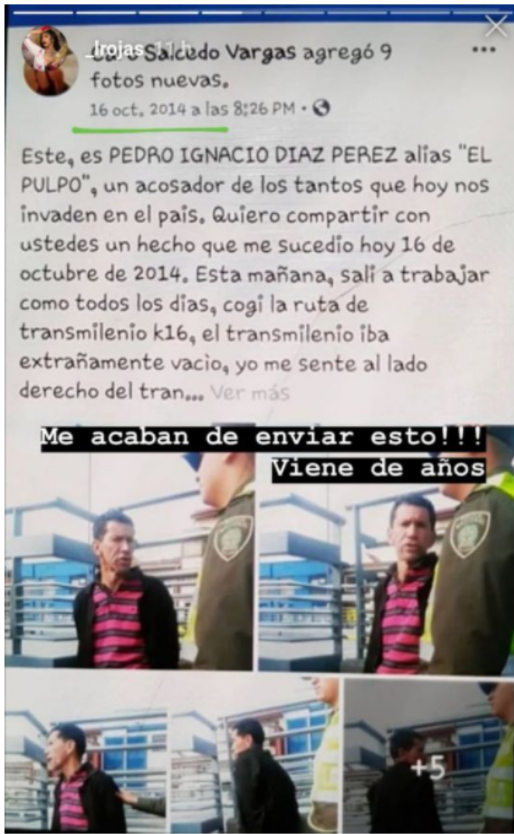 _lrojas 11 h
Salcedo Vargas agregó 9
fotos nuevas.
16 oct. 2014 a las 8:26 PM
Este, es PEDRO IGNACIO DIAZ PEREZ alias "EL
PULPO", un acosador de los tantos que hoy nos
invaden en el pais. Quiero compartir con
ustedes un hecho que me sucedio hoy 16 de
octubre de 2014. Esta mañana, sali a trabajar
como todos los dias, cogi la ruta de
transmilenio k16, el transmilenio iba
extrañamente vacio, yo me sente al lado
derecho del tran... Ver más
Me acaban de enviar esto!!!
Viene de años
+5